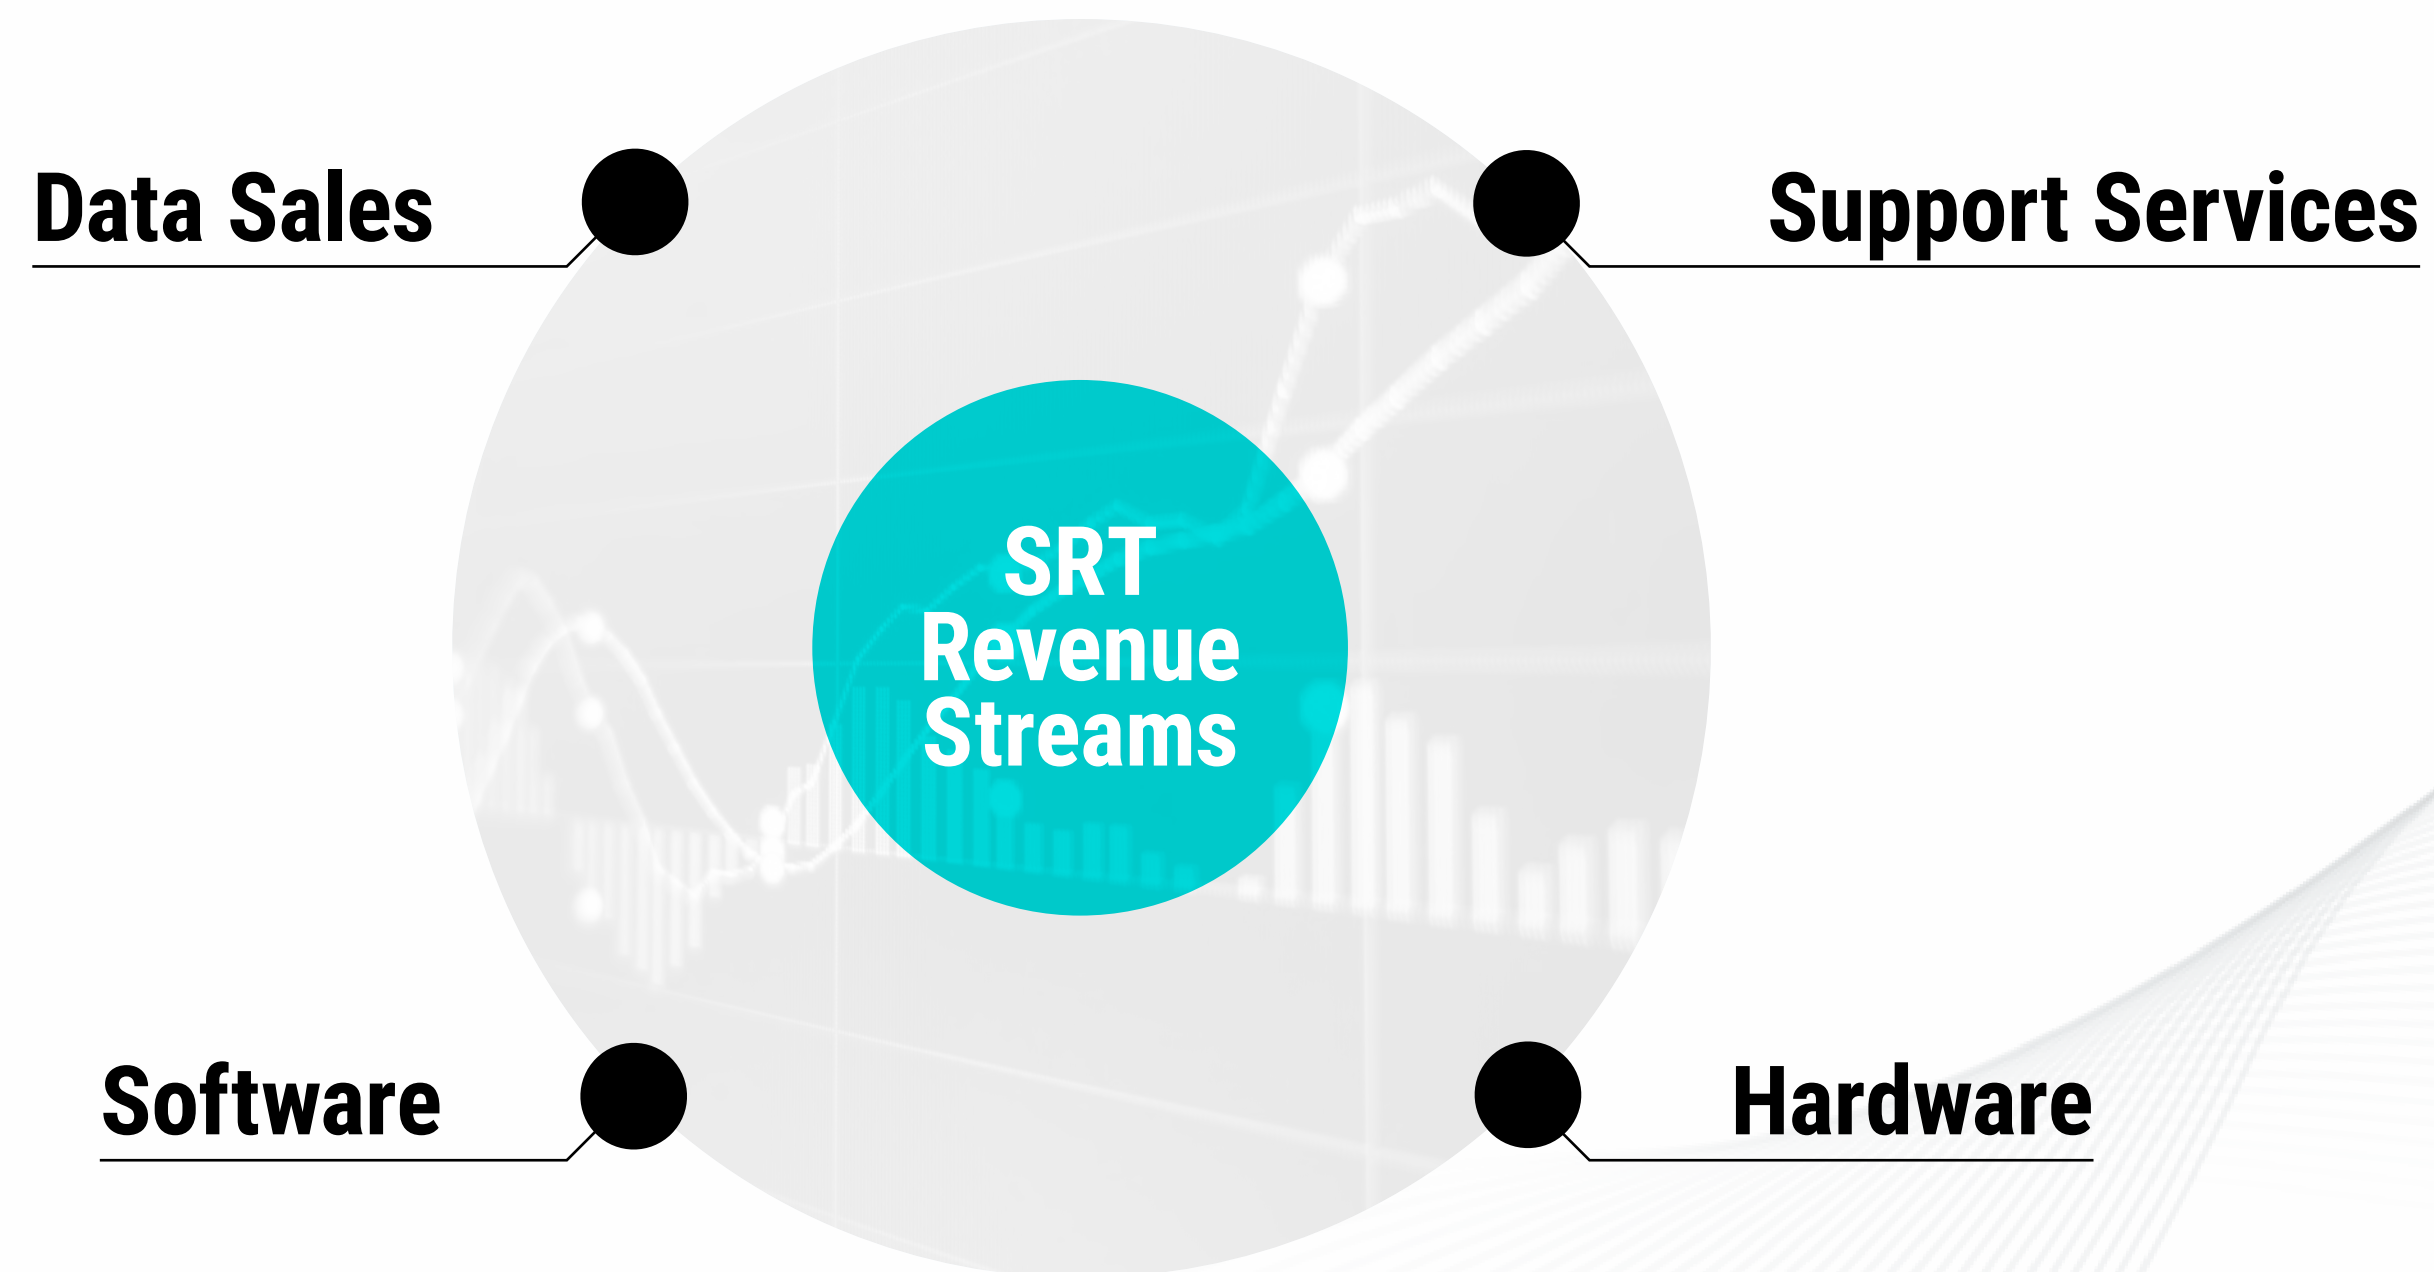 Data Sales
Support Services
SRT
Revenue
Streams
Software
Hardware